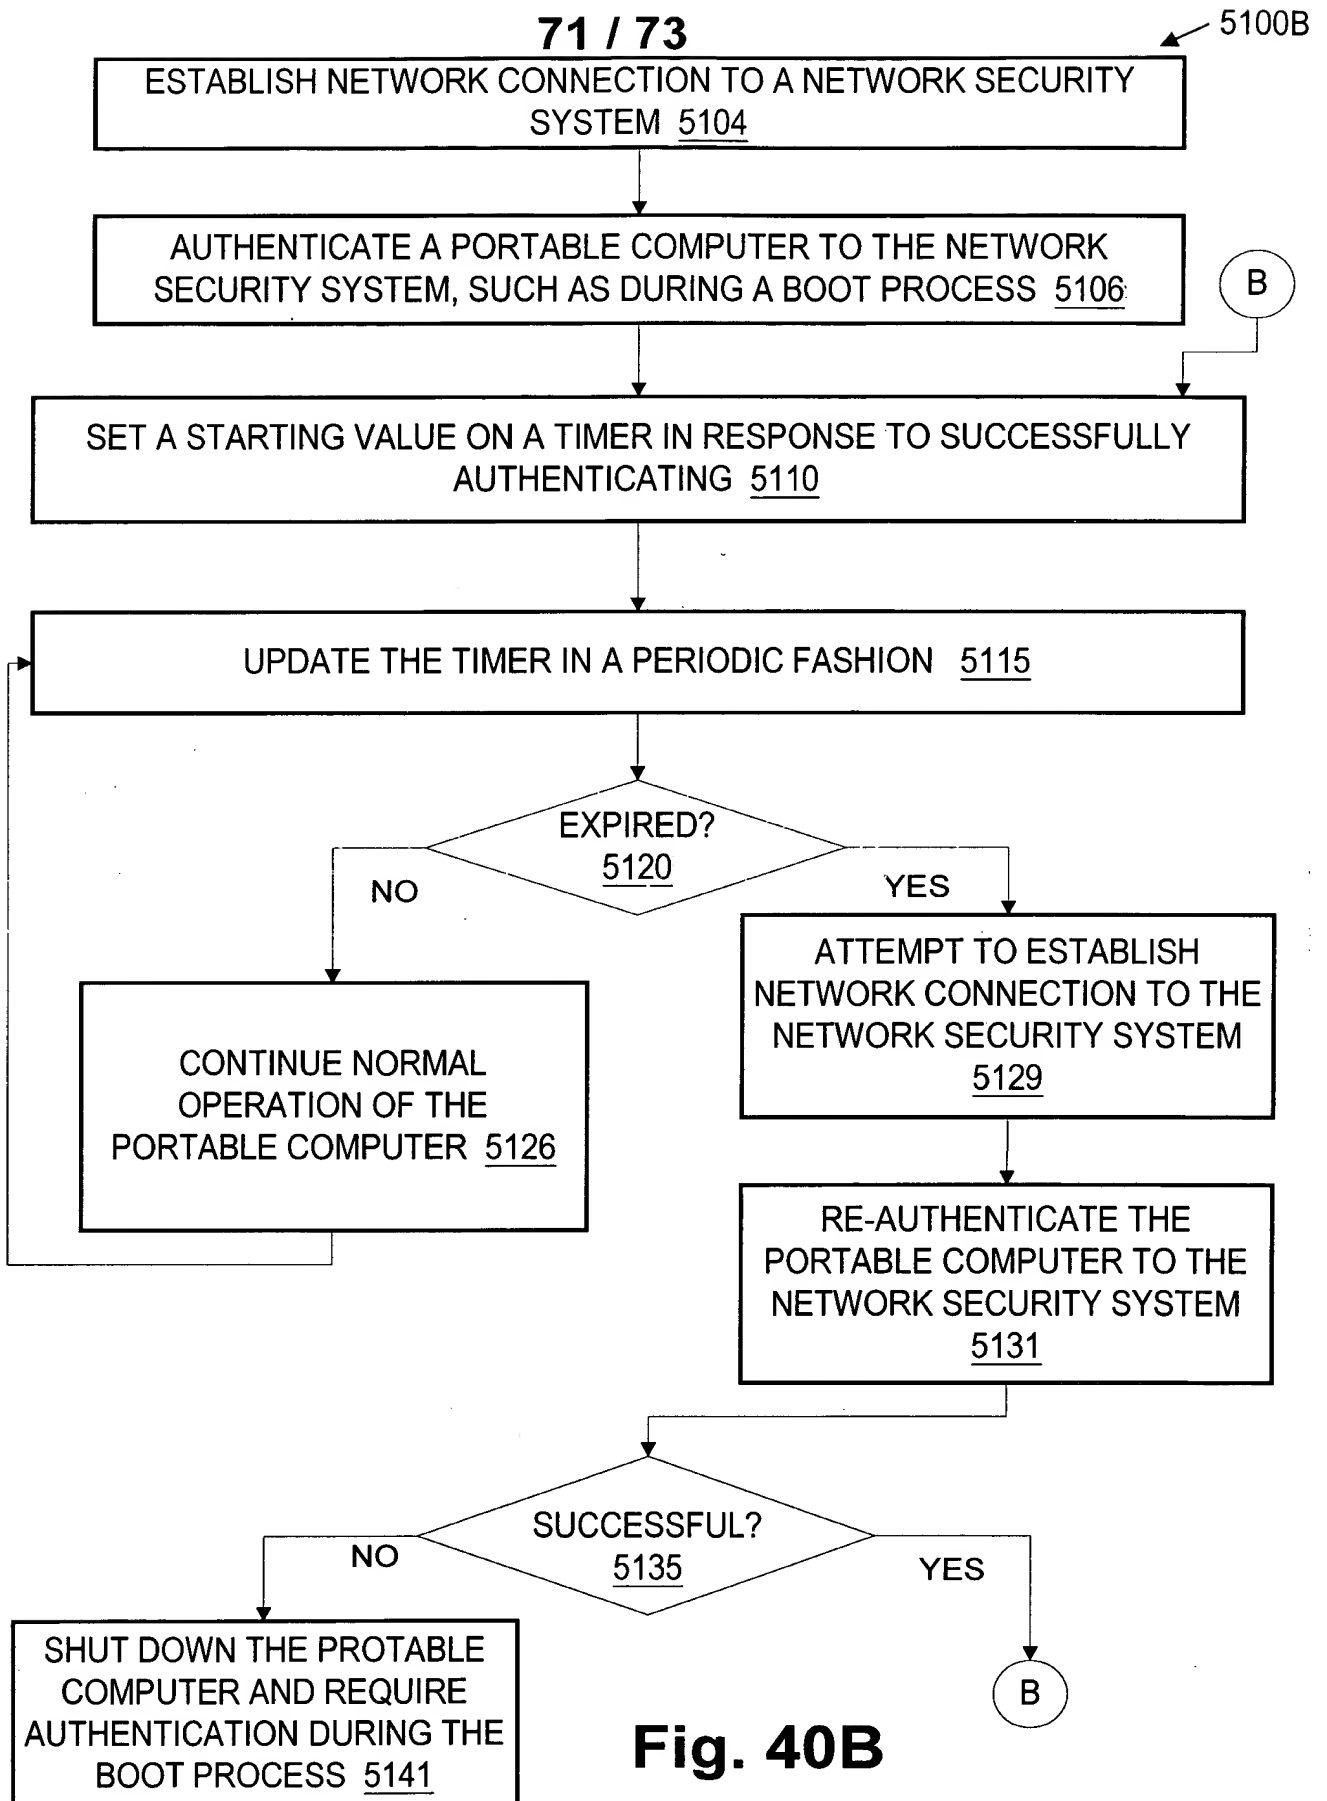 71 / 73
5100B
ESTABLISH NETWORK CONNECTION TO A NETWORK SECURITY
SYSTEM 5104
AUTHENTICATE A PORTABLE COMPUTER TO THE NETWORK
SECURITY SYSTEM, SUCH AS DURING A BOOT PROCESS 5106
B
SET A STARTING VALUE ON A TIMER IN RESPONSE TO SUCCESSFULLY
AUTHENTICATING 5110
UPDATE THE TIMER IN A PERIODIC FASHION 5115
EXPIRED?
5120
NO
YES
CONTINUE NORMAL
OPERATION OF THE
PORTABLE COMPUTER 5126
ATTEMPT TO ESTABLISH
NETWORK CONNECTION TO THE
NETWORK SECURITY SYSTEM
5129
RE-AUTHENTICATE THE
PORTABLE COMPUTER TO THE
NETWORK SECURITY SYSTEM
5131
SUCCESSFUL?
5135
NO
YES
SHUT DOWN THE PROTABLE
COMPUTER AND REQUIRE
AUTHENTICATION DURING THE
BOOT PROCESS 5141
B
Fig. 40B